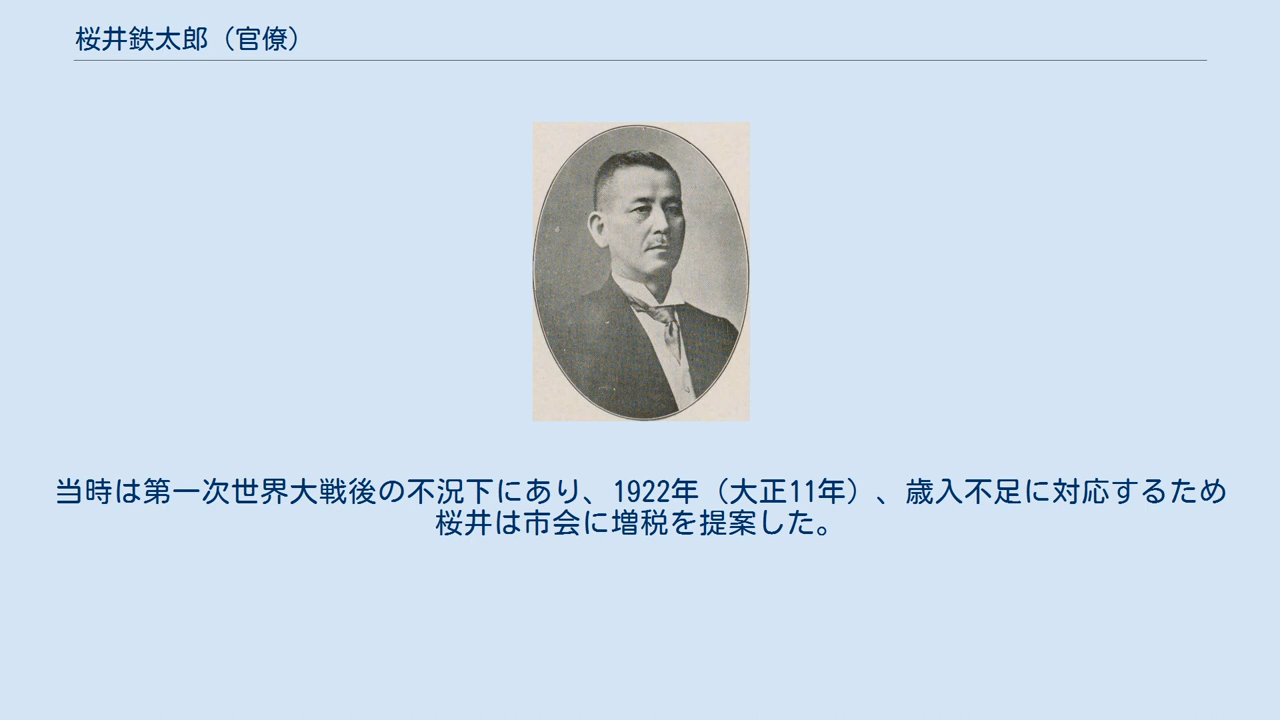 桜井鉄太郎（官僚）
当時は第一次世界大戦後の不況下にあり、1922年（大正11年）、歳入不足に対応するため
桜井は市会に増税を提案した。